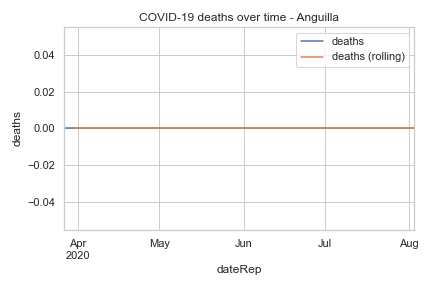 COVID-19 deaths over time - Anguilla
deaths
deaths (rolling)
0.04
0.02
0.00
−0.02
−0.04
deaths
Apr
2020
May
Jun
Jul
Aug
dateRep